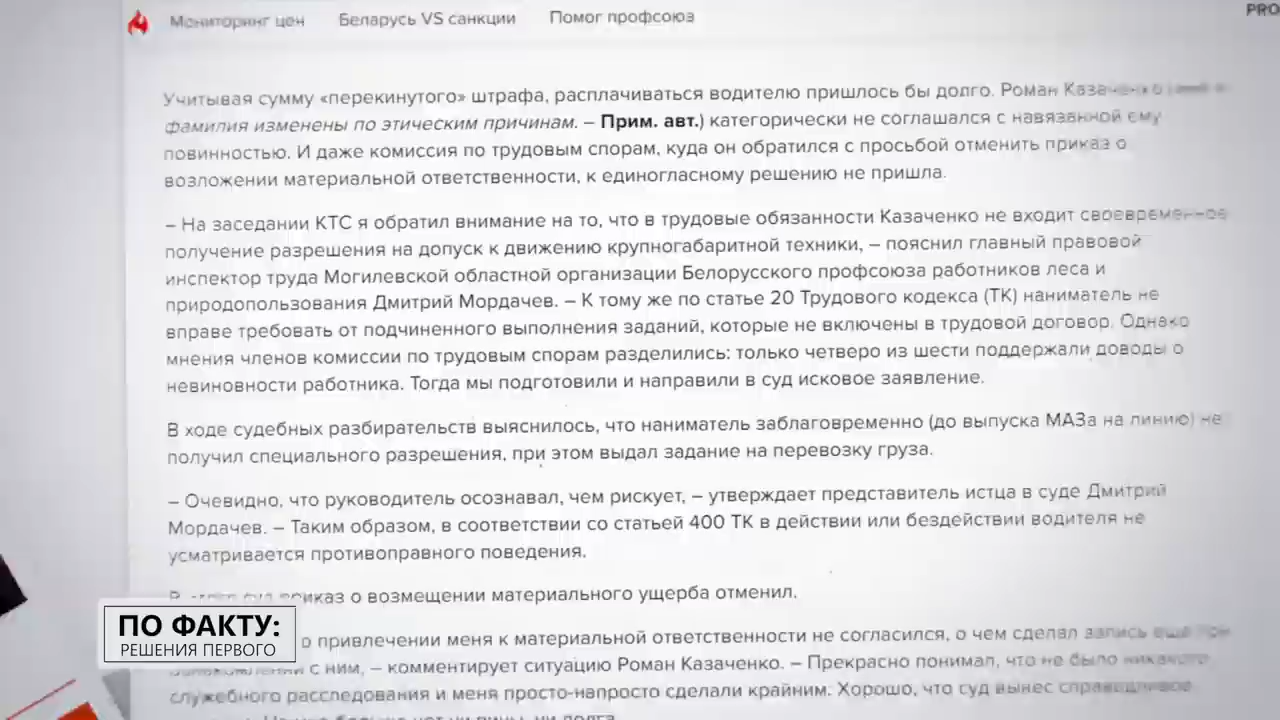 Мониторинг цен Беларусь VS санкции Помог профсоюз PRO
Учитывая сумму «перекинутого» штрафа, расплачиваться водителю пришлось бы долго. Роман Казаченко
фамилия изменены по этическим причинам. – Прим. авт.) категорически не соглашался с навязанной ему
повинностью. И даже комиссия по трудовым спорам, куда он обратился с просьбой отменить приказ о
возложении материальной ответственности, к единогласному решению не пришла.
– На заседании КТС я обратил внимание на то, что в трудовые обязанности Казаченко не входит своевременное
получение разрешения на допуск к движению крупногабаритной техники, – пояснил главный правовой
инспектор труда Могилевской областной организации Белорусского профсоюза работников леса и
природопользования Дмитрий Мордачев. – К тому же по статье 20 Трудового кодекса (ТК) наниматель не
вправе требовать от подчиненного выполнения заданий, которые не включены в трудовой договор. Однако
мнения членов комиссии по трудовым спорам разделились: только четверо из шести поддержали доводы о
невиновности работника. Тогда мы подготовили и направили в суд исковое заявление.
В ходе судебных разбирательств выяснилось, что наниматель заблаговременно (до выпуска МАЗа на линию) не
получил специального разрешения, при этом выдал задание на перевозку груза.
– Очевидно, что руководитель осознавал, чем рискует, – утверждает представитель истца в суде Дмитрий
Мордачев. – Таким образом, в соответствии со статьей 400 ТК в действии или бездействии водителя не
усматривается противоправного поведения.
суд приказ о возмещении материального ущерба отменил.
о привлечении меня к материальной ответственности не согласился, о чем сделал запись еще при
с ним, – комментирует ситуацию Роман Казаченко. – Прекрасно понимал, что не было никакого
служебного расследования и меня просто-напросто сделали крайним. Хорошо, что суд вынес справедливое
ПО ФАКТУ:
РЕШЕНИЯ ПЕРВОГО